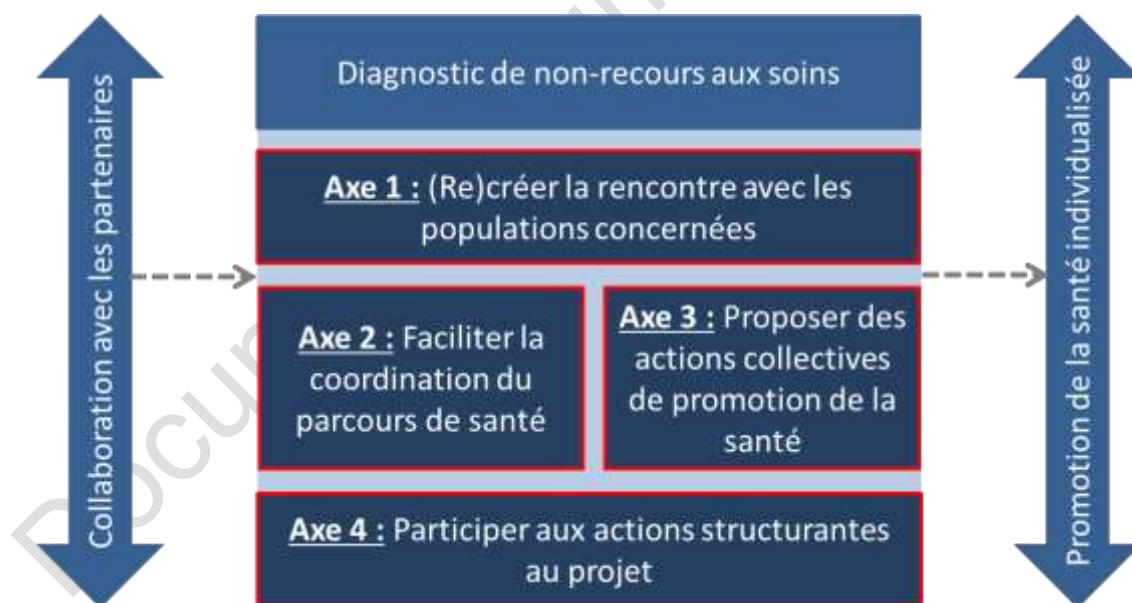 Collaboration avec les partenaires
Diagnostic de non-recours aux soins
Axe 1 : (Re)créer la rencontre avec les
populations concernées
Axe 2 : Faciliter la
coordination du
parcours de santé
Axe 3 : Proposer des
actions collectives
de promotion de la
santé
Axe 4 : Participer aux actions structurantes
au projet
Promotion de la santé individualisée